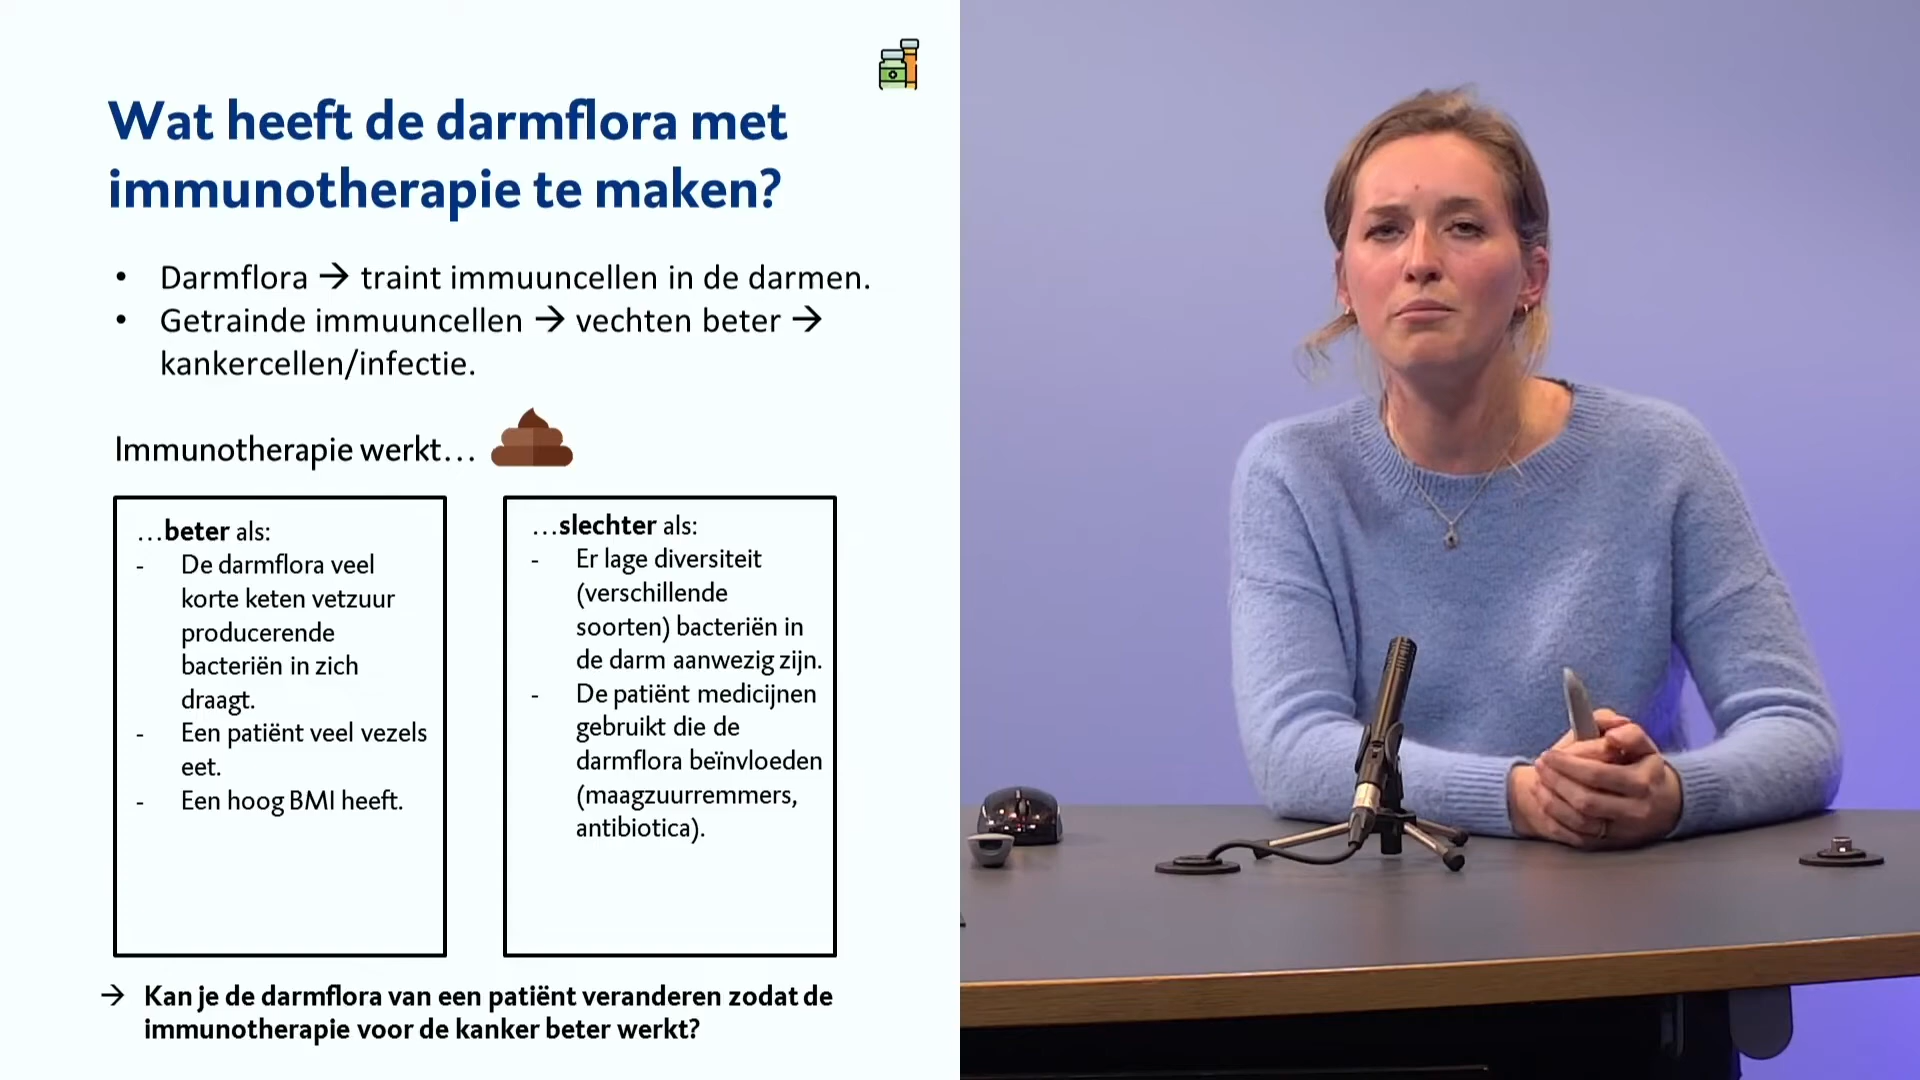 Wat heeft de darmflora met
immunotherapie te maken?
• Darmflora → traint immuuncellen in de darmen.
• Getrainde immuuncellen → vechten beter →
kankercellen/infectie.
Immunotherapie werkt…
…beter als:
- De darmflora veel
korte keten vetzuur
producerende
bacteriën in zich
draagt.
- Een patiënt veel vezels
eet.
- Een hoog BMI heeft.
…slechter als:
- Er lage diversiteit
(verschillende
soorten) bacteriën in
de darm aanwezig zijn.
- De patiënt medicijnen
gebruikt die de
darmflora beïnvloeden
(maagzuurremmers,
antibiotica).
→ Kan je de darmflora van een patiënt veranderen zodat de
immunotherapie voor de kanker beter werkt?